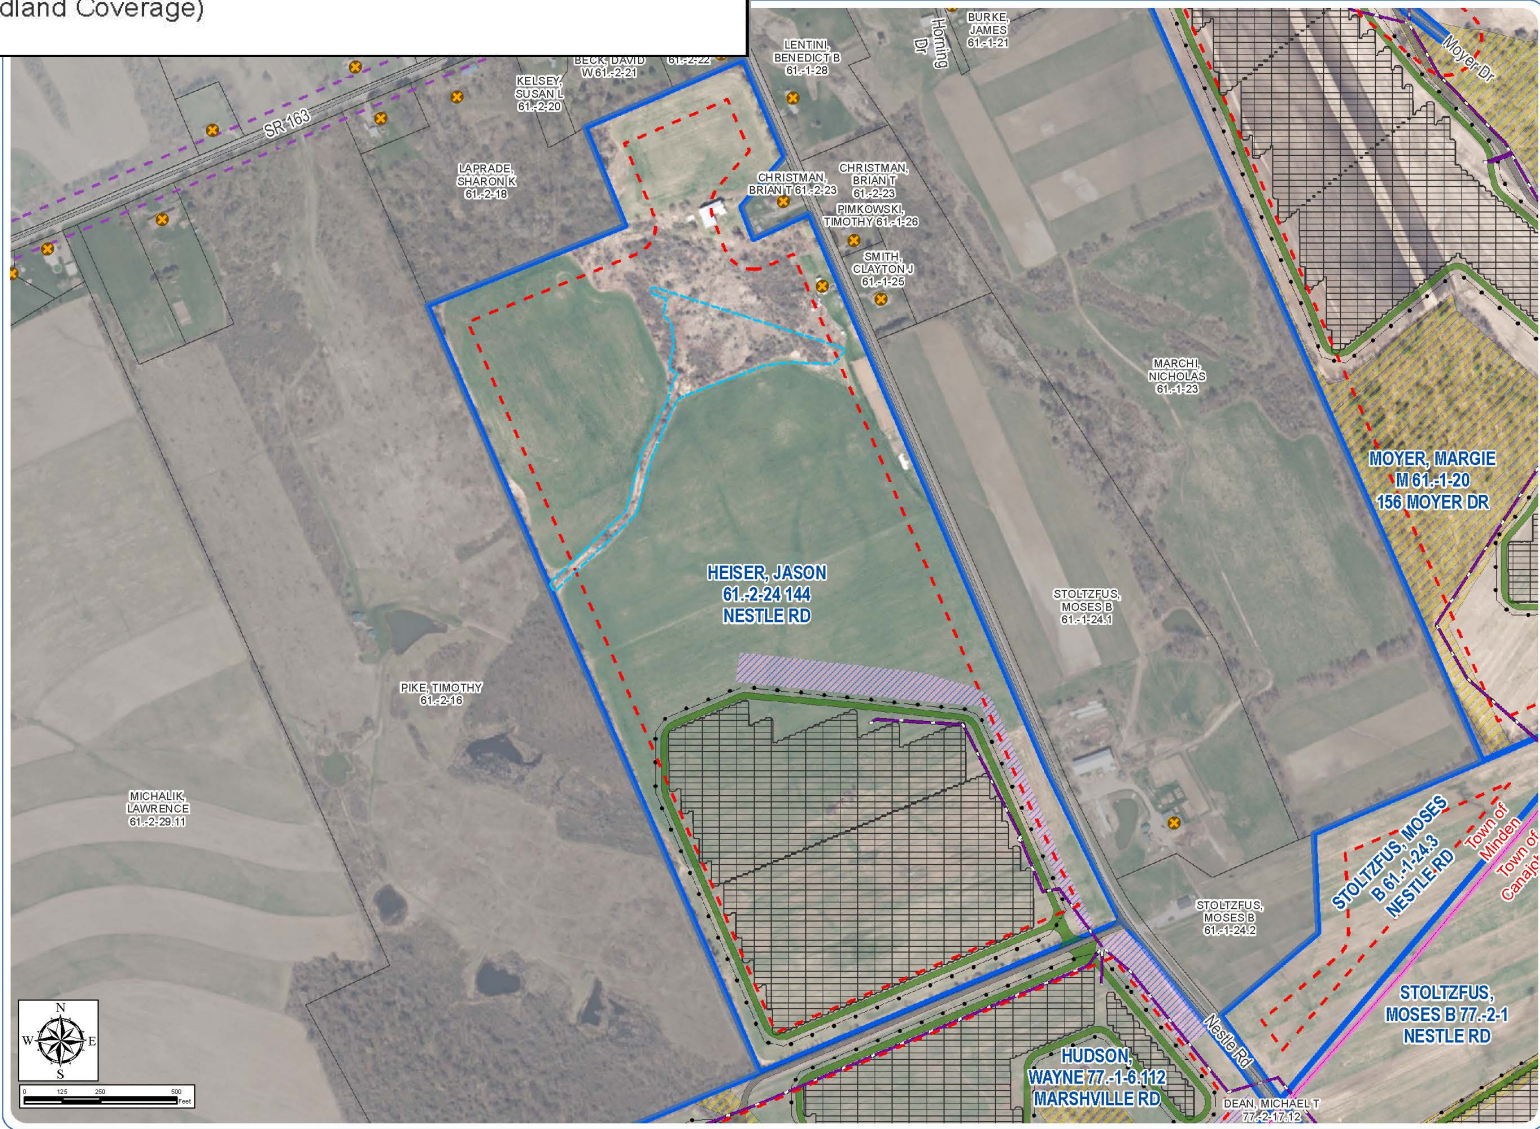 dland Coverage)
BURKE,
JAMES
61.-1-21
Horning
Dr
Moyer Dr
LENTINI,
BENEDICT B
61.-1-28
BECK, DAVID
W 61.-2-21
61.-2-22
KELSEY,
SUSAN L
61.-2-20
SR 163
LAPRADE,
SHARON K
61.-2-18
CHRISTMAN,
BRIAN T 61.-2-23
CHRISTMAN,
BRIAN T
61.-2-23
PIMKOWSKI,
TIMOTHY 61.-1-26
SMITH,
CLAYTON J
61.-1-25
MARCHI,
NICHOLAS
61.-1-23
MOYER, MARGIE
M 61.-1-20
156 MOYER DR
HEISER, JASON
61.-2-24 144
NESTLE RD
STOLTZFUS,
MOSES B
61.-1-24.1
PIKE, TIMOTHY
61.-2-16
MICHALIK,
LAWRENCE
61.-2-29.11
STOLTZFUS, MOSES
B 61.-1-24.3
NESTLE RD
Town of
Minden
Town of
Canajo
STOLTZFUS,
MOSES B
61.-1-24.2
STOLTZFUS,
MOSES B 77.-2-1
NESTLE RD
Nestle Rd
HUDSON,
WAYNE 77.-1-6.112
MARSHVILLE RD
DEAN, MICHAEL T
77.-2-17.12
N
W E
S
0 125 250 500
Feet